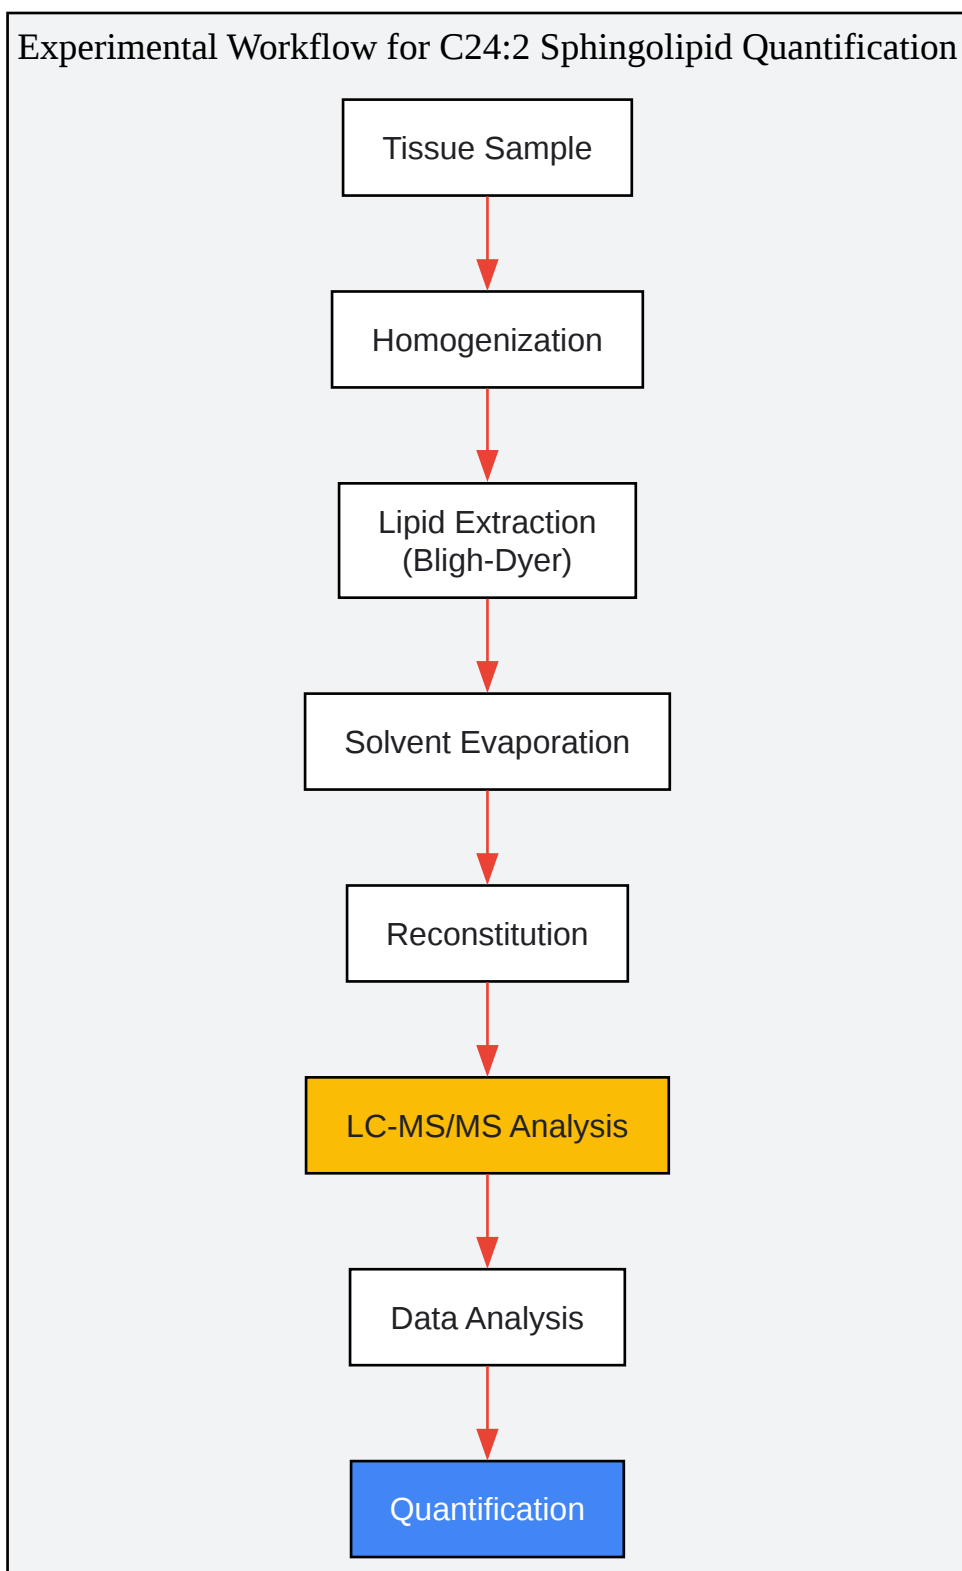 Experimental Workflow for C24:2 Sphingolipid Quantification
Tissue Sample
Homogenization
Lipid Extraction
(Bligh-Dyer)
Solvent Evaporation
Reconstitution
LC-MS/MS Analysis
Data Analysis
Quantification